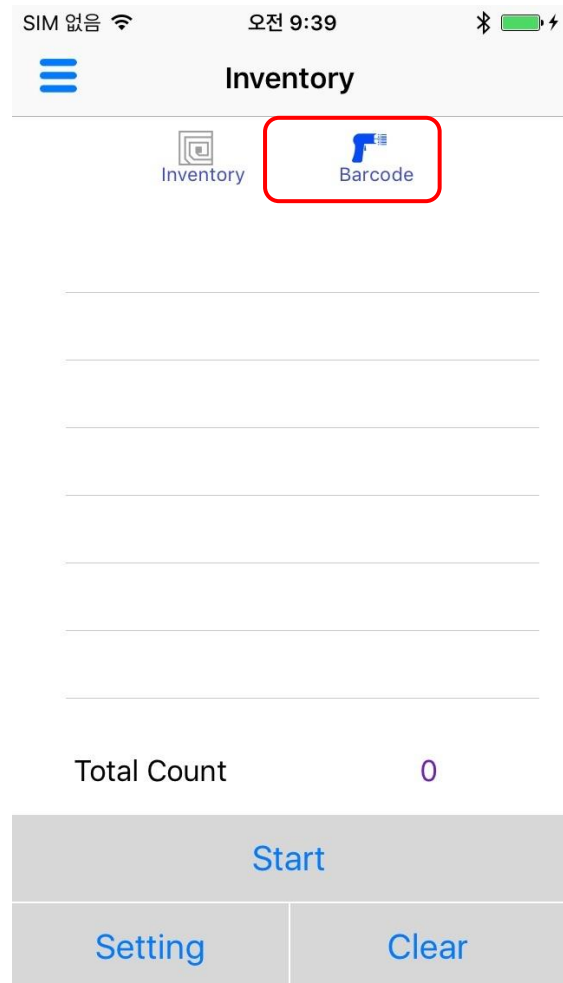 SIM 없음 오전 9:39
Inventory
Inventory Barcode
Total Count 0
Start
Setting Clear